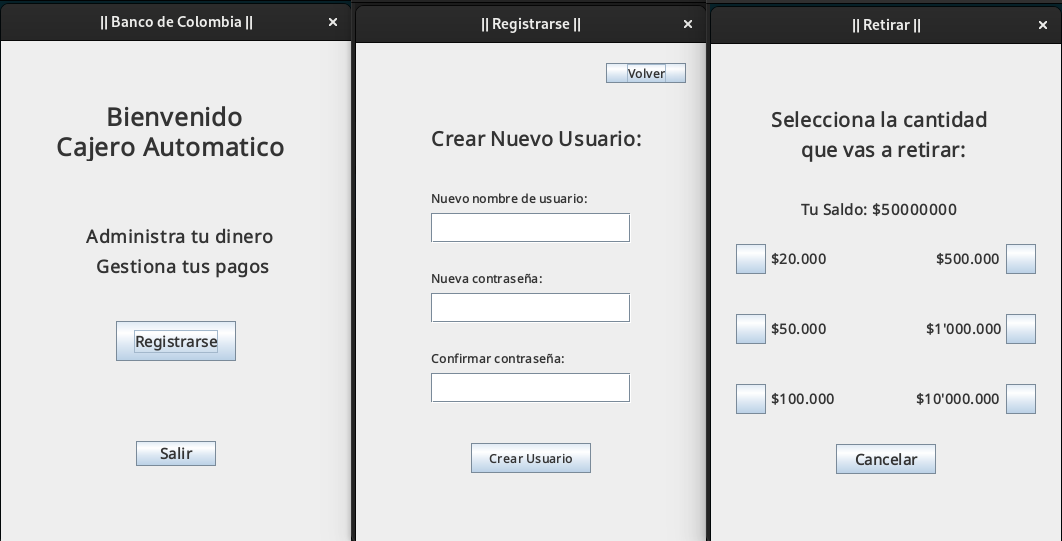 || Banco de Colombia ||
Bienvenido
Cajero Automatico
Administra tu dinero
Gestiona tus pagos
Registrarse
Salir
|| Registrarse ||
Volver
Crear Nuevo Usuario:
Nuevo nombre de usuario:
Nueva contraseña:
Confirmar contraseña:
Crear Usuario
|| Retirar ||
Selecciona la cantidad
que vas a retirar:
Tu Saldo: $50000000
$20.000 $500.000
$50.000 $1'000.000
$100.000 $10'000.000
Cancelar